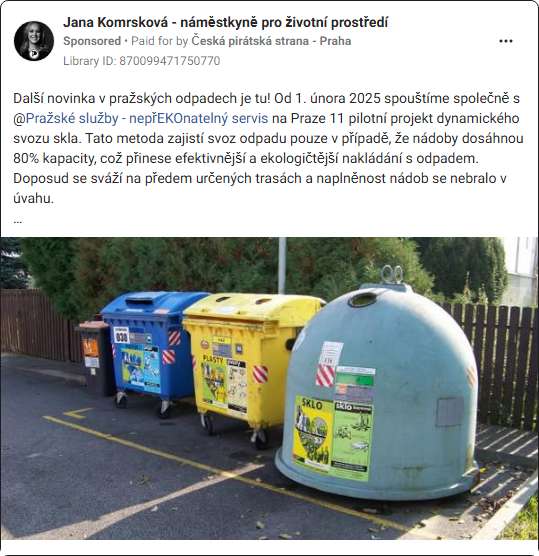 Jana Komrsková - náměstkyně pro životní prostředí
Sponsored • Paid for by Česká pirátská strana - Praha
Library ID: 870099471750770
Další novinka v pražských odpadech je tu! Od 1. února 2025 spouštíme společně s
@Pražské služby - nepřEKOnatelný servis na Praze 11 pilotní projekt dynamického
svozu skla. Tato metoda zajistí svoz odpadu pouze v případě, že nádoby dosáhnou
80% kapacity, což přinese efektivnější a ekologičtější nakládání s odpadem.
Doposud se sváží na předem určených trasách a naplněnost nádob se nebralo v
úvahu.
...
038
PLASTY
SKLO
SKLO